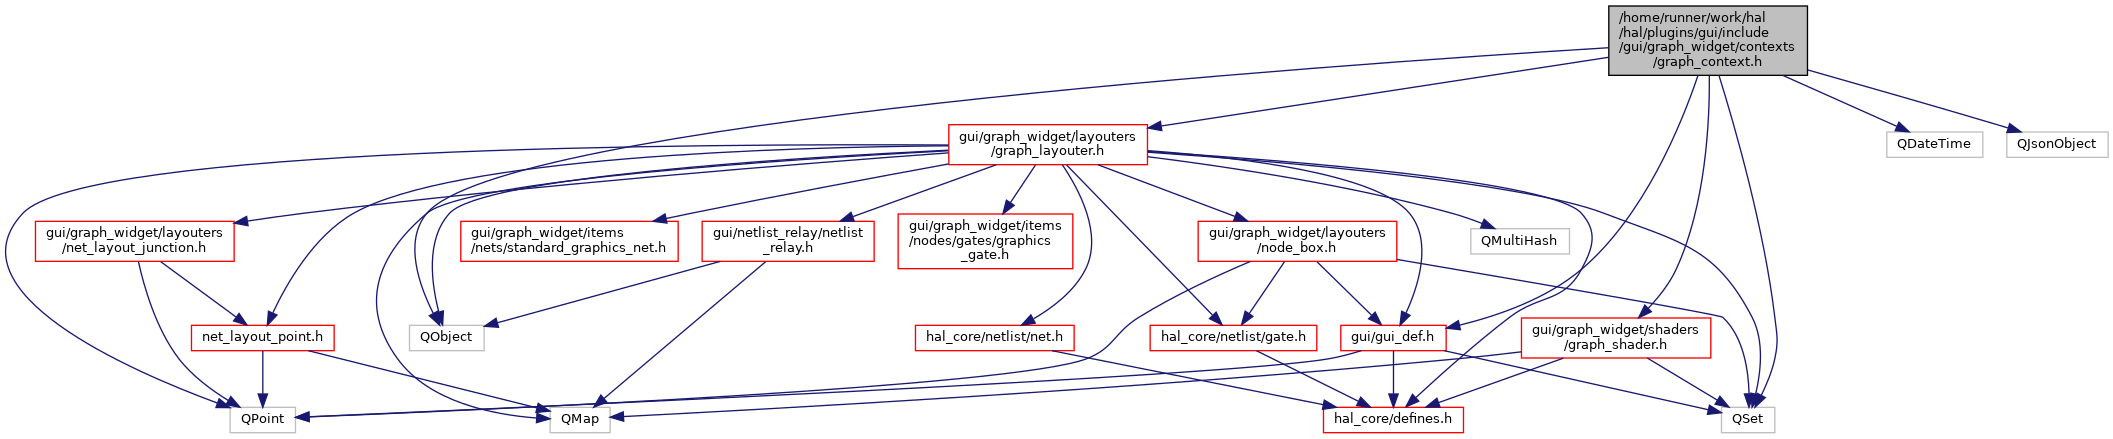 /home/runner/work/hal
/hal/plugins/gui/include
/gui/graph_widget/contexts
/graph_context.h
gui/graph_widget/layouters
/graph_layouter.h
QDateTime
QJsonObject
gui/graph_widget/layouters
/net_layout_junction.h
gui/graph_widget/items
/nets/standard_graphics_net.h
gui/netlist_relay/netlist
_relay.h
gui/graph_widget/items
/nodes/gates/graphics
_gate.h
gui/graph_widget/layouters
/node_box.h
QMultiHash
net_layout_point.h
QObject
hal_core/netlist/net.h
hal_core/netlist/gate.h
gui/gui_def.h
gui/graph_widget/shaders
/graph_shader.h
QPoint
QMap
hal_core/defines.h
QSet